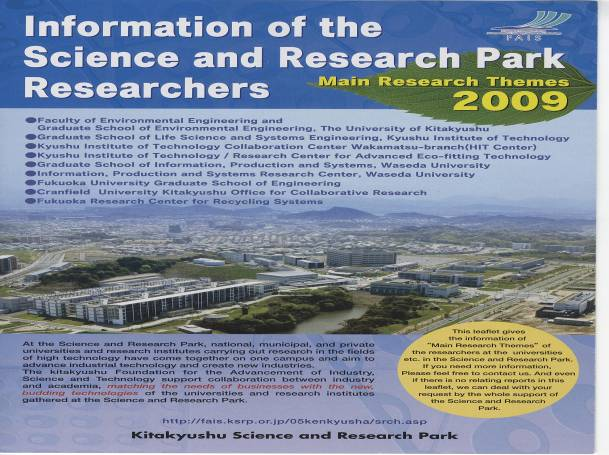 Information of the
Science and Research Park
Researchers
FAIS
Main Research Themes
2009
●Faculty of Environmental Engineering and
Graduate School of Environmental Engineering, The University of Kitakyushu
●Graduate School of Life Science and Systems Engineering, Kyushu Institute of Technology
●Kyushu Institute of Technology Collaboration Center Wakamatsu-branch(HIT Center)
●Kyushu Institute of Technology / Research Center for Advanced Eco-fitting Technology
●Graduate School of Information, Production and Systems, Waseda University
●Information, Production and Systems Research Center, Waseda University
●Fukuoka University Graduate School of Engineering
●Cranfield University Kitakyushu Office for Collaborative Research
●Fukuoka Research Center for Recycling Systems
At the Science and Research Park, national, municipal, and private
universities and research institutes carrying out research in the fields
of high technology have come together on one campus and aim to
advance industrial technology and create new industries.
The kitakyushu Foundation for the Advancement of Industry,
Science and Technology support collaboration between industry
and academia, matching the needs of businesses with the new,
budding technologies of the universities and research institutes
gathered at the Science and Research Park.
This leaflet gives
the information of
"Main Research Themes" of
the researchers at the universities
etc. in the Science and Research Park.
If you need more information,
Please feel free to contact us. And even
if there is no relating reports in this
leaflet, we can deal with your
request by the whole support of
the Science and Research
Park.
http://fais.ksrp.or.jp/05kenkyusha/srch.asp
Kitakyushu Science and Research Park